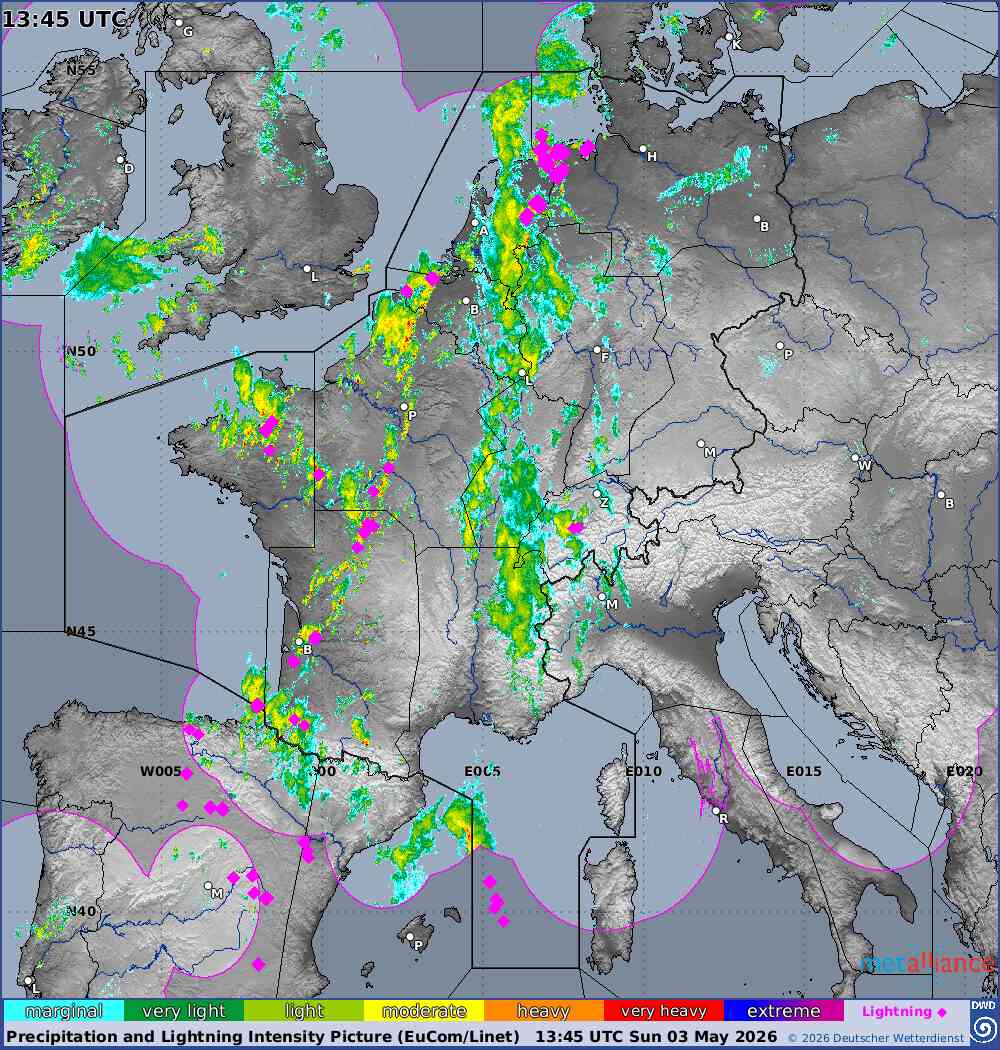 13:45 UTC
G
K
N55
H
D
B
A
L
B
N50
F
P
L
P
M
W
Z
B
M
N45
B
W005
E005
E010
E015
E020
R
M
N40
P
L
metalliance
marginal very light light moderate heavy very heavy extreme Lightning
DWD
Precipitation and Lightning Intensity Picture (EuCom/Linet) 13:45 UTC Sun 03 May 2026 © 2026 Deutscher Wetterdienst